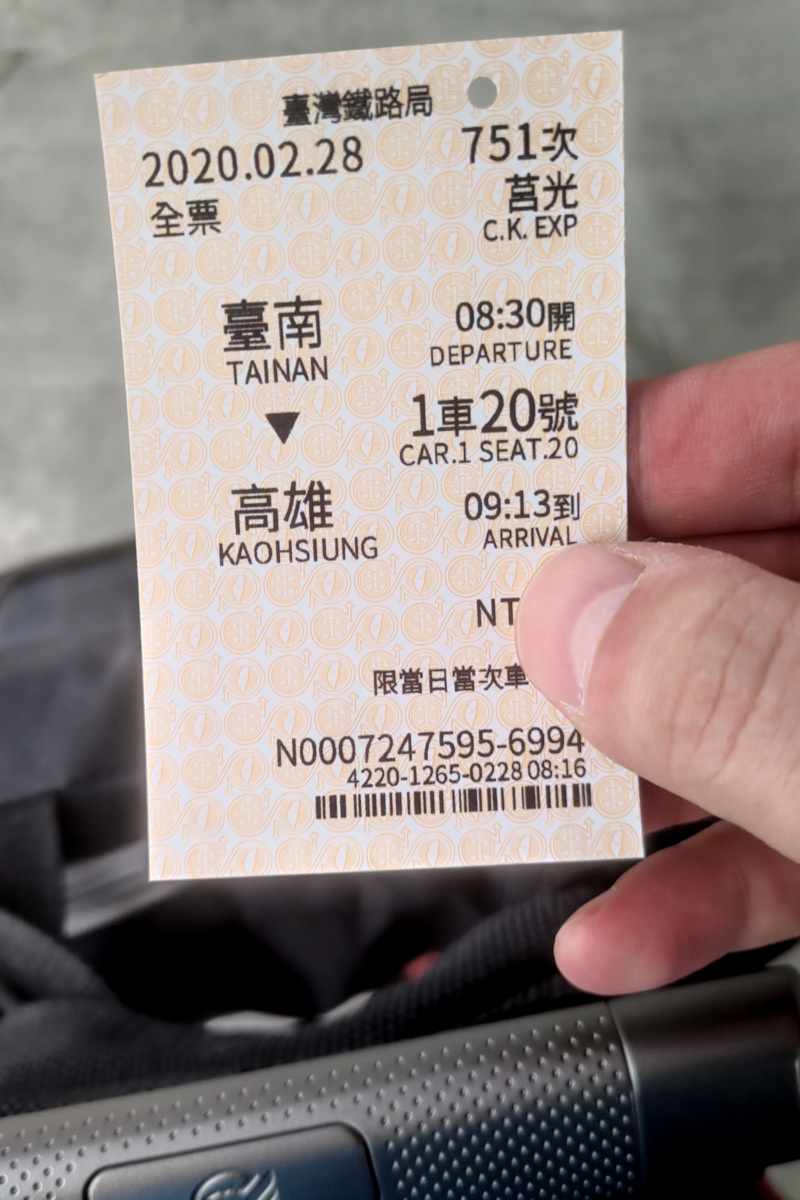 臺灣鐵路局
2020.02.28 751次
全票 莒光
C.K. EXP
臺南 08:30開
TAINAN DEPARTURE
▼ 1車20號
CAR.1 SEAT.20
高雄 09:13到
KAOHSIUNG ARRIVAL
NT
限當日當次車
N0007247595-6994
4220-1265-0228 08:16